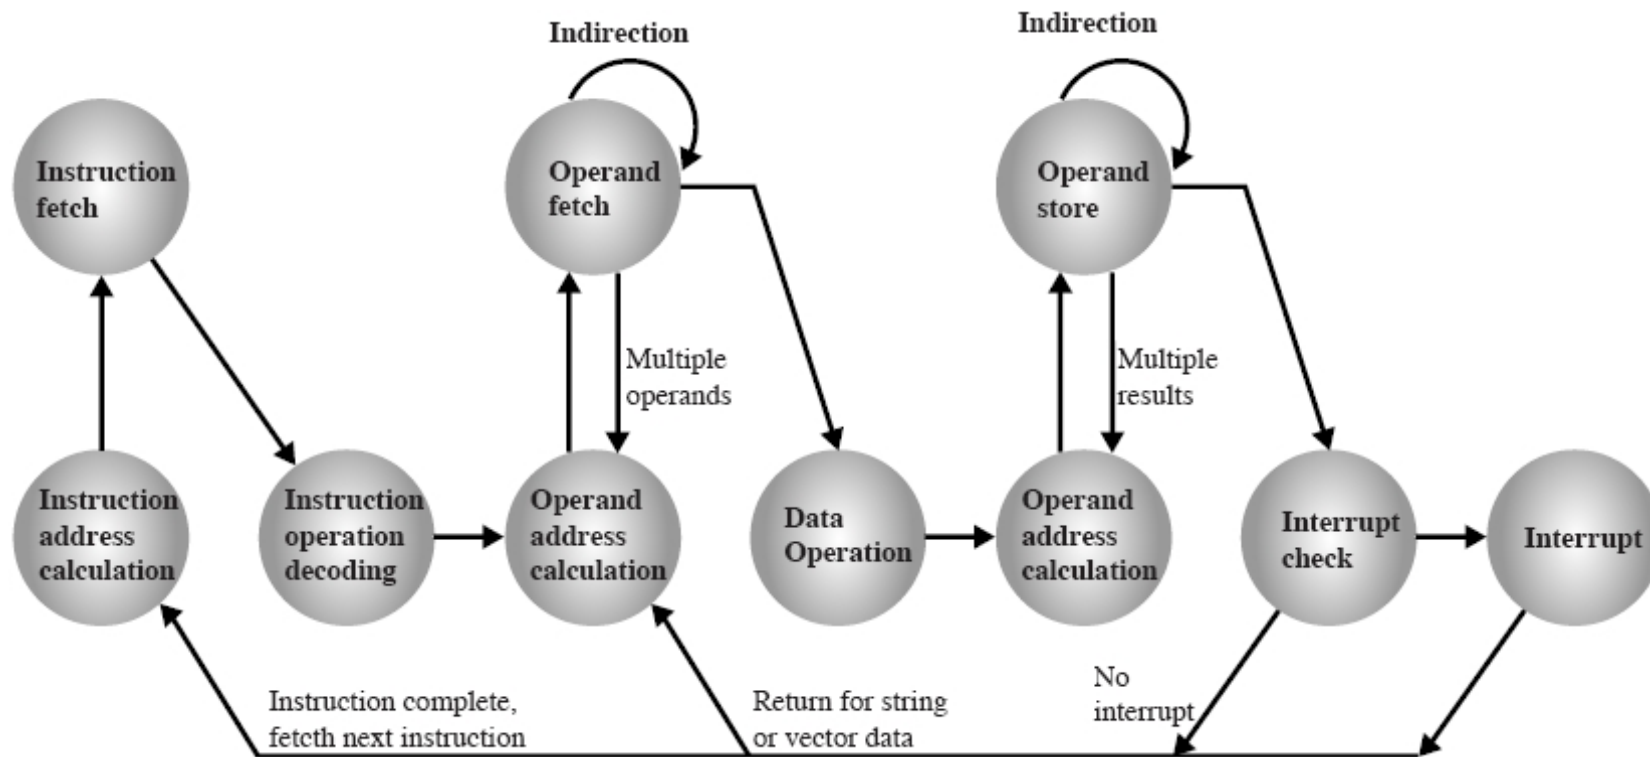 Indirection
Indirection
Instruction
fetch
Operand
fetch
Operand
store
Multiple
operands
Multiple
results
Instruction
address
calculation
Instruction
operation
decoding
Operand
address
calculation
Data
Operation
Operand
address
calculation
Interrupt
check
Interrupt
Instruction complete,
fetcth next instruction
Return for string
or vector data
No
interrupt